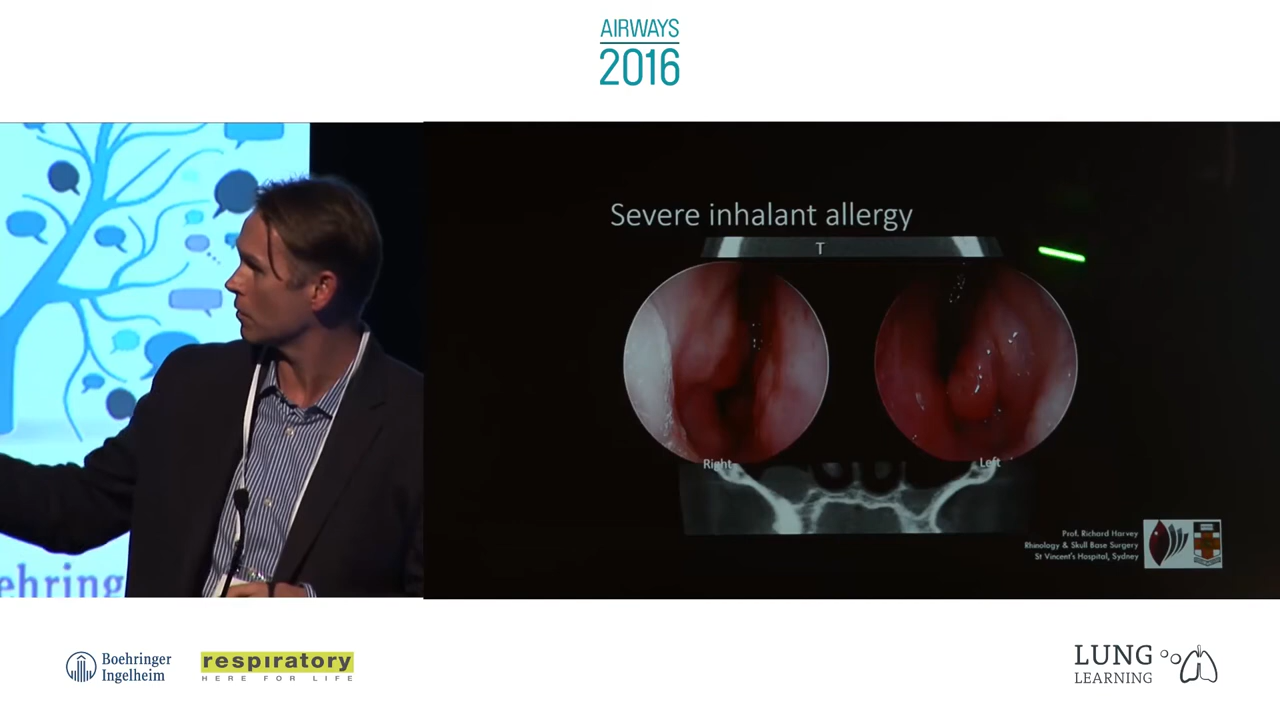 AIRWAYS
2016
Severe inhalant allergy
T
Right
Left
Prof. Richard Harvey
Rhinology & Skull Base Surgery
St Vincent's Hospital, Sydney
ehring
Boehringer
Ingelheim
respiratory
HERE FOR LIFE
LUNG
LEARNING